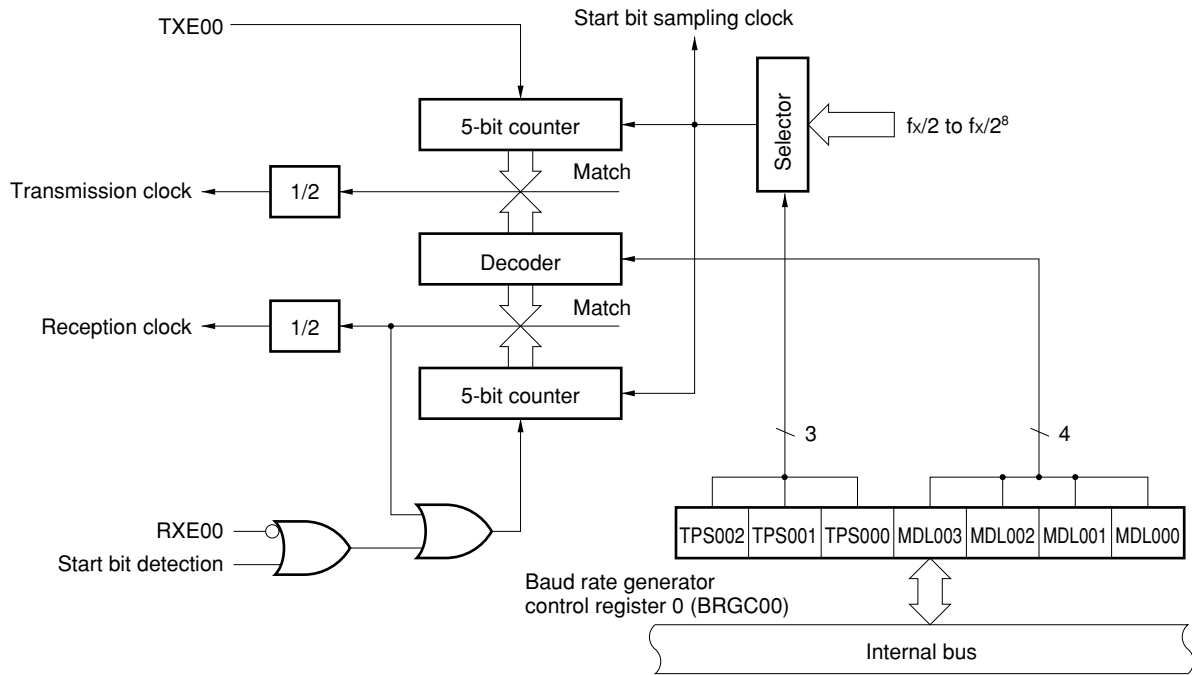 Start bit sampling clock
TXE00
5-bit counter
Selector
fx/2 to fx/2⁸
Match
Transmission clock
1/2
Decoder
Match
Reception clock
1/2
5-bit counter
3
4
RXE00
Start bit detection
TPS002 TPS001 TPS000 MDL003 MDL002 MDL001 MDL000
Baud rate generator
control register 0 (BRGC00)
Internal bus